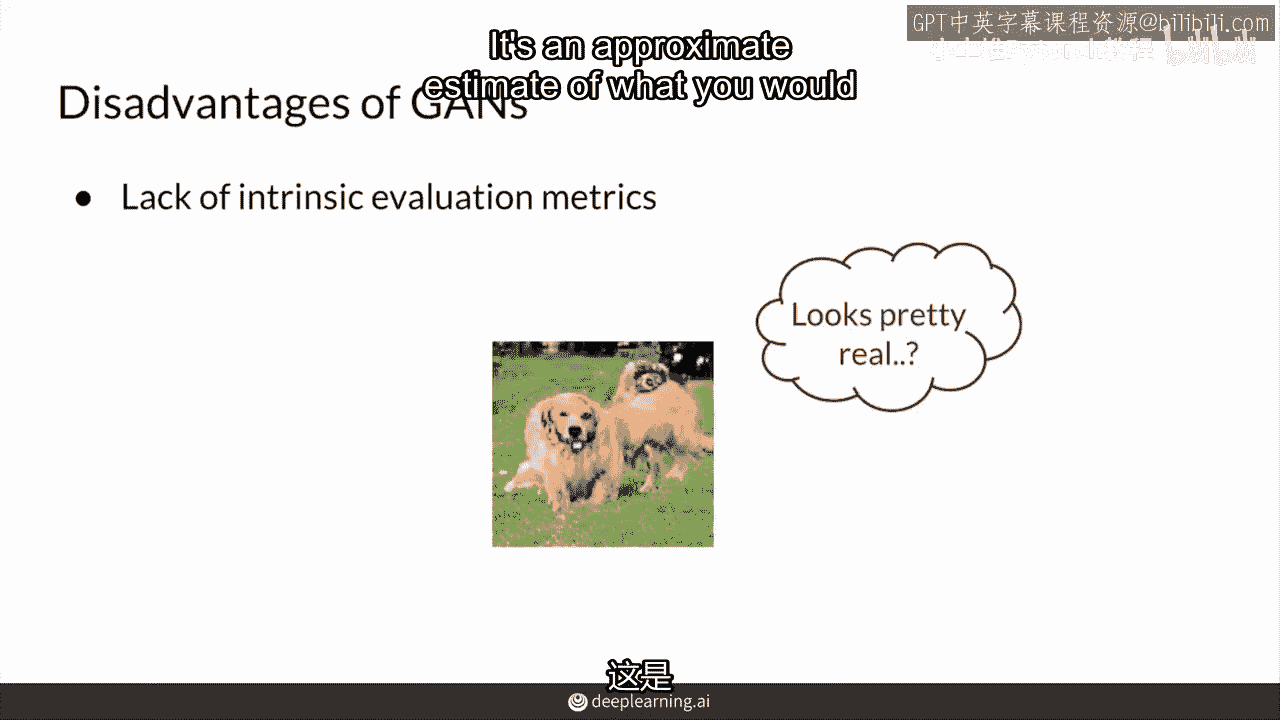 GPT中英字幕课程资源@bilibili.com
It's an approximate
estimate of what you would
Disadvantages of GANs
● Lack of intrinsic evaluation metrics
Looks pretty
real..?
这是
deeplearning.ai